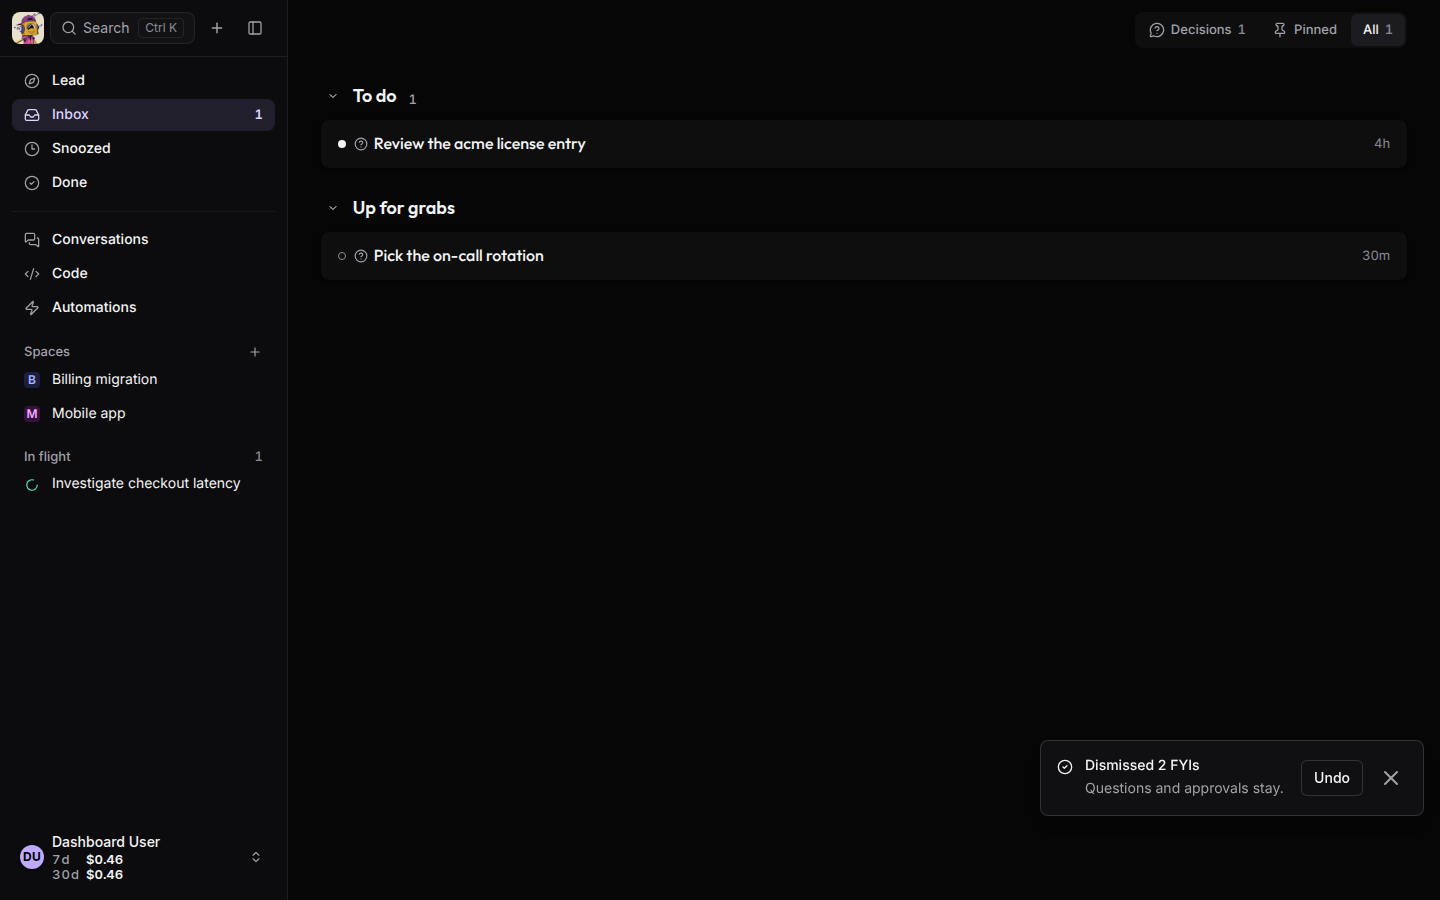 Search Ctrl K
Lead
Inbox 1
Snoozed
Done
Conversations
Code
Automations
Spaces
B Billing migration
M Mobile app
In flight 1
Investigate checkout latency
DU Dashboard User
7d $0.46
30d $0.46
Decisions 1 Pinned All 1
To do 1
Review the acme license entry 4h
Up for grabs
Pick the on-call rotation 30m
Dismissed 2 FYIs
Questions and approvals stay.
Undo